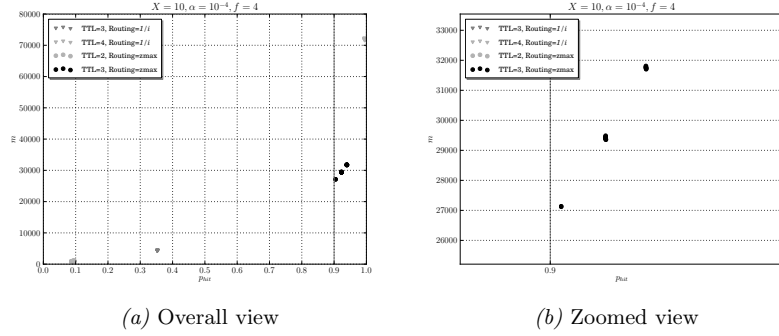 X = 10, α = 10⁻⁴, f = 4
80000
70000
60000
50000
40000
30000
20000
10000
0
m
TTL=3, Routing=1/i
TTL=4, Routing=1/i
TTL=2, Routing=zmax
TTL=3, Routing=zmax
0.0 0.1 0.2 0.3 0.4 0.5 0.6 0.7 0.8 0.9 1.0
p_hit
(a) Overall view
X = 10, α = 10⁻⁴, f = 4
33000
32000
31000
30000
29000
28000
27000
26000
m
TTL=3, Routing=1/i
TTL=4, Routing=1/i
TTL=2, Routing=zmax
TTL=3, Routing=zmax
0.9
p_hit
(b) Zoomed view